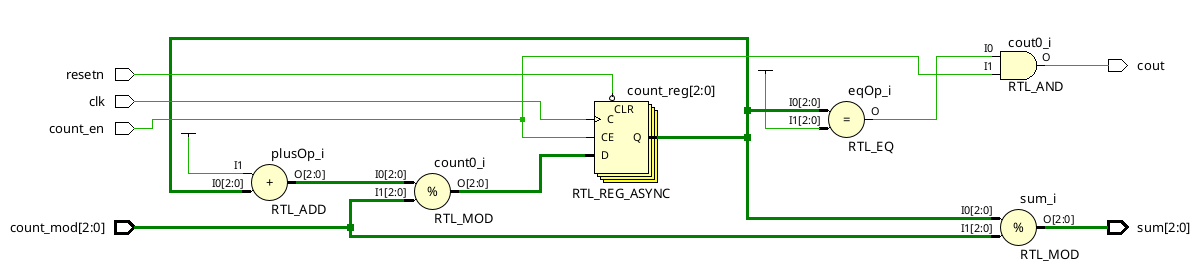 cout0_i
I0
O
I1
cout
RTL_AND
resetn
clk
count_en
count_reg[2:0]
CLR
C
CE
Q
D
RTL_REG_ASYNC
eqOp_i
I0[2:0]
O
I1[2:0]
=
RTL_EQ
plusOp_i
I1
I0[2:0]
O[2:0]
+
RTL_ADD
count0_i
I0[2:0]
O[2:0]
I1[2:0]
%
RTL_MOD
count_mod[2:0]
sum_i
I0[2:0]
O[2:0]
I1[2:0]
%
sum[2:0]
RTL_MOD